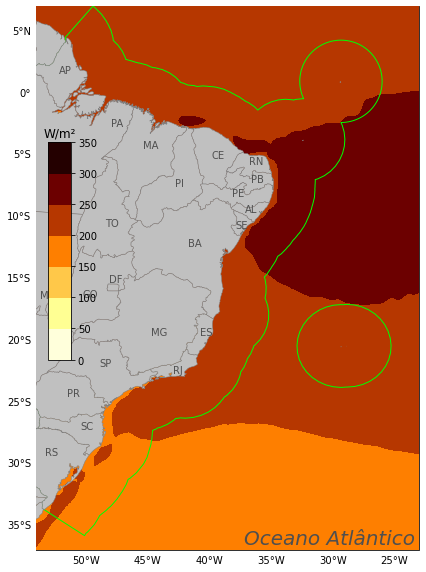 5°N
AP
0°
PA
W/m²
350
MA
CE
5°S
RN
300
PI
PB
PE
250
AL
10°S
TO
SE
200
BA
15°S
150
DF
GO
100
M
50
20°S
MG
ES
0
SP
RJ
PR
25°S
SC
RS
30°S
35°S
Oceano Atlântico
50°W 45°W 40°W 35°W 30°W 25°W